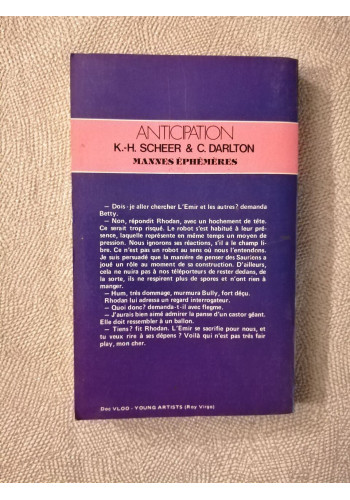 ANTICIPATION
K.-H. SCHEER & C. DARLTON
MANNES ÉPHÉMÈRES
— Dois-je aller chercher L'Emir et les autres? demanda
Betty.
— Non, répondit Rhodan, avec un hochement de tête.
Ce serait trop risqué. Le robot s'est habitué à leur pré-
sence, laquelle représente en même temps un moyen de
pression. Nous ignorons ses réactions, s'il a le champ li-
bre. Ce n'est pas un robot au sens où nous l'entendons.
Je suis persuadé que la manière de penser des Sauriens a
joué un rôle au moment de sa construction. D'ailleurs,
cela ne nuira pas à nos téléporteurs de rester dedans, de
la sorte, ils ne respirent plus de spores et n'ont rien à
manger.
— Hum, très dommage, murmura Bully, fort déçu.
Rhodan lui adressa un regard interrogateur.
— Quoi donc? demanda-t-il avec flegme.
— J'aurais bien aimé admirer la panse d'un castor géant.
Elle doit ressembler à un ballon.
— Tiens? fit Rhodan. L'Emir se sacrifie pour nous, et
tu veux rire à ses dépens? Voilà qui n'est pas très fair
play, mon cher.
Doc VLOO - YOUNG ARTISTS (Roy Virgo)